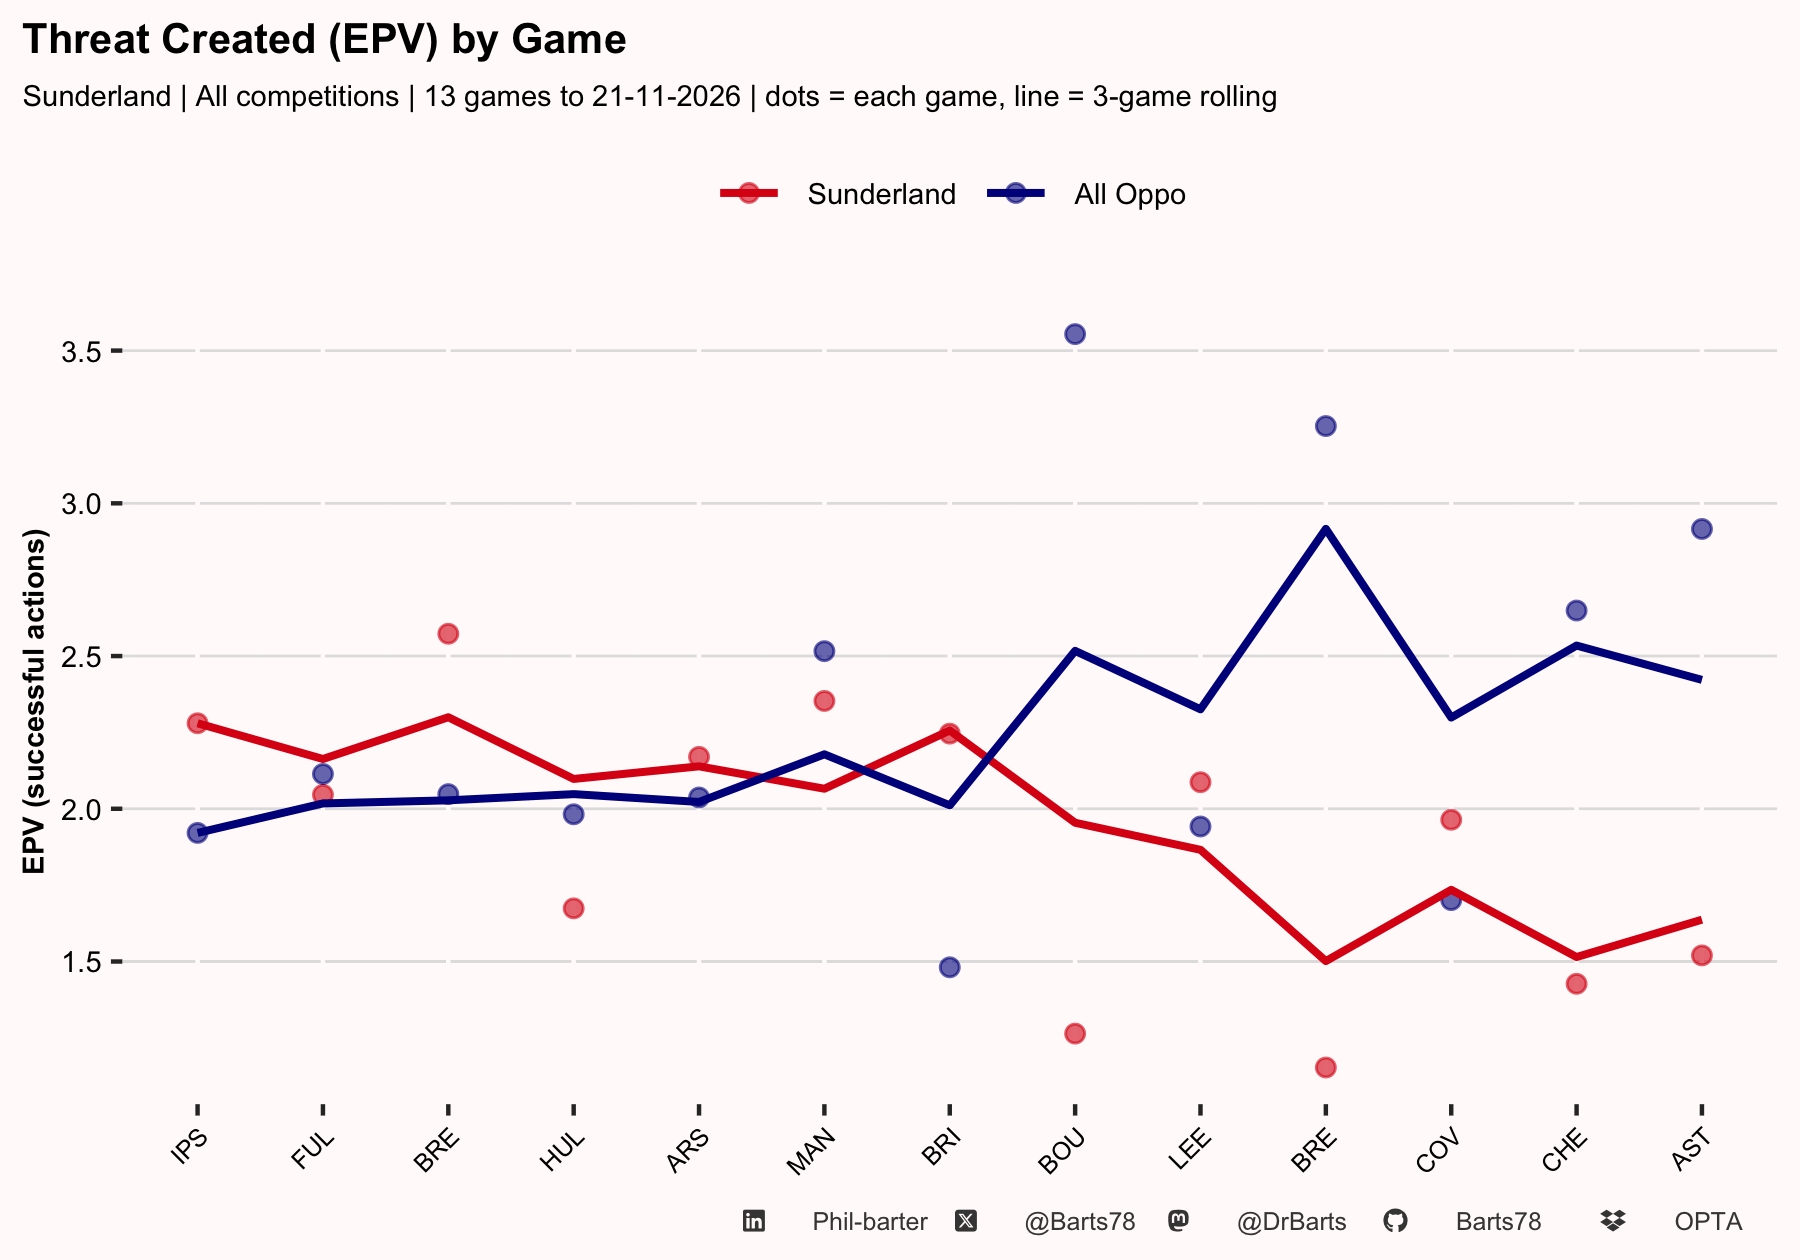 Threat Created (EPV) by Game
Sunderland | All competitions | 13 games to 21-11-2026 | dots = each game, line = 3-game rolling
Sunderland All Oppo
EPV (successful actions)
3.5
3.0
2.5
2.0
1.5
IPS FUL BRE HUL ARS MAN BRI BOU LEE BRE COV CHE AST
Phil-barter @Barts78 @DrBarts Barts78 OPTA